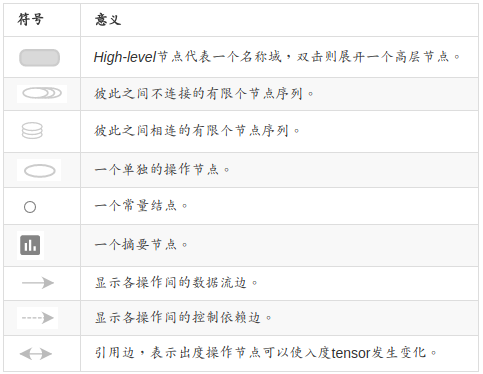 符号 意义
High-level节点代表一个名称域，双击则展开一个高层节点。
彼此之间不连接的有限个节点序列。
彼此之间相连的有限个节点序列。
一个单独的操作节点。
一个常量结点。
一个摘要节点。
显示各操作间的数据流边。
显示各操作间的控制依赖边。
引用边，表示出度操作节点可以使入度tensor发生变化。